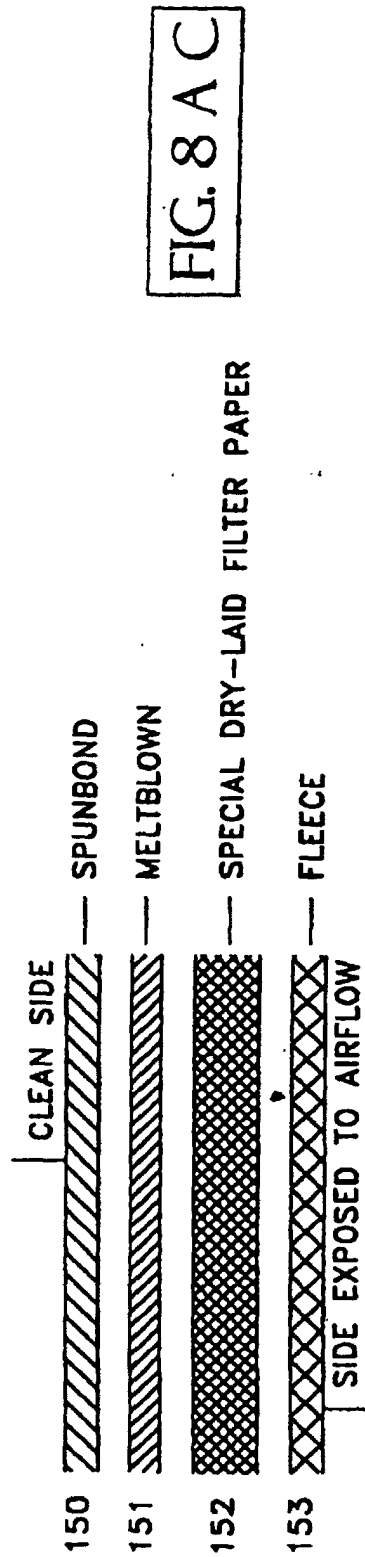 CLEAN SIDE
150 SPUNBOND
151 MELTBLOWN
152 SPECIAL DRY-LAID FILTER PAPER
153 FLEECE
SIDE EXPOSED TO AIRFLOW
FIG. 8 A C